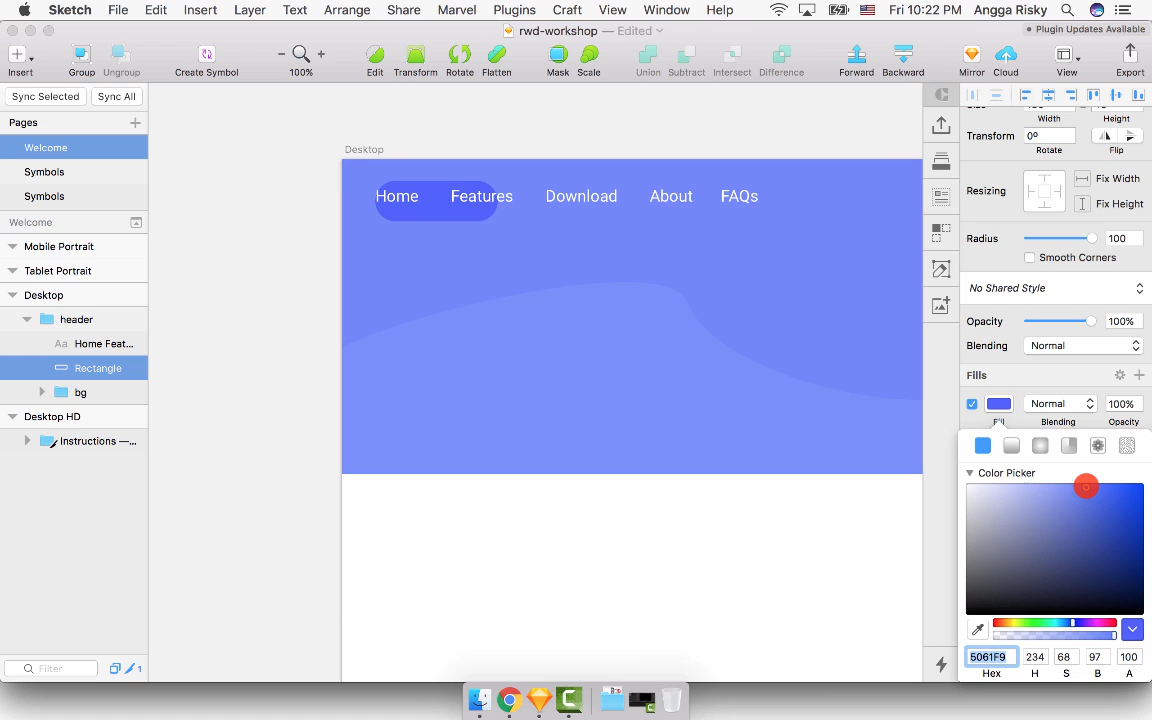 Sketch File Edit Insert Layer Text Arrange Share Marvel Plugins Craft View Window Help Fri 10:22 PM Angga Risky
rwd-workshop — Edited
Plugin Updates Available
Insert Group Ungroup Create Symbol 100% Edit Transform Rotate Flatten Mask Scale Union Subtract Intersect Difference Forward Backward Mirror Cloud View Export
Sync Selected Sync All
Pages
Welcome
Symbols
Symbols
Welcome
Mobile Portrait
Tablet Portrait
Desktop
header
Aa Home Feat...
Rectangle
bg
Desktop HD
Instructions —...
Filter
1
Desktop
Home Features Download About FAQs
Width Height
Transform 0º
Rotate Flip
Resizing Fix Width
Fix Height
Radius 100
Smooth Corners
No Shared Style
Opacity 100%
Blending Normal
Fills
Normal 100%
Fill Blending Opacity
Color Picker
5061F9 234 68 97 100
Hex H S B A